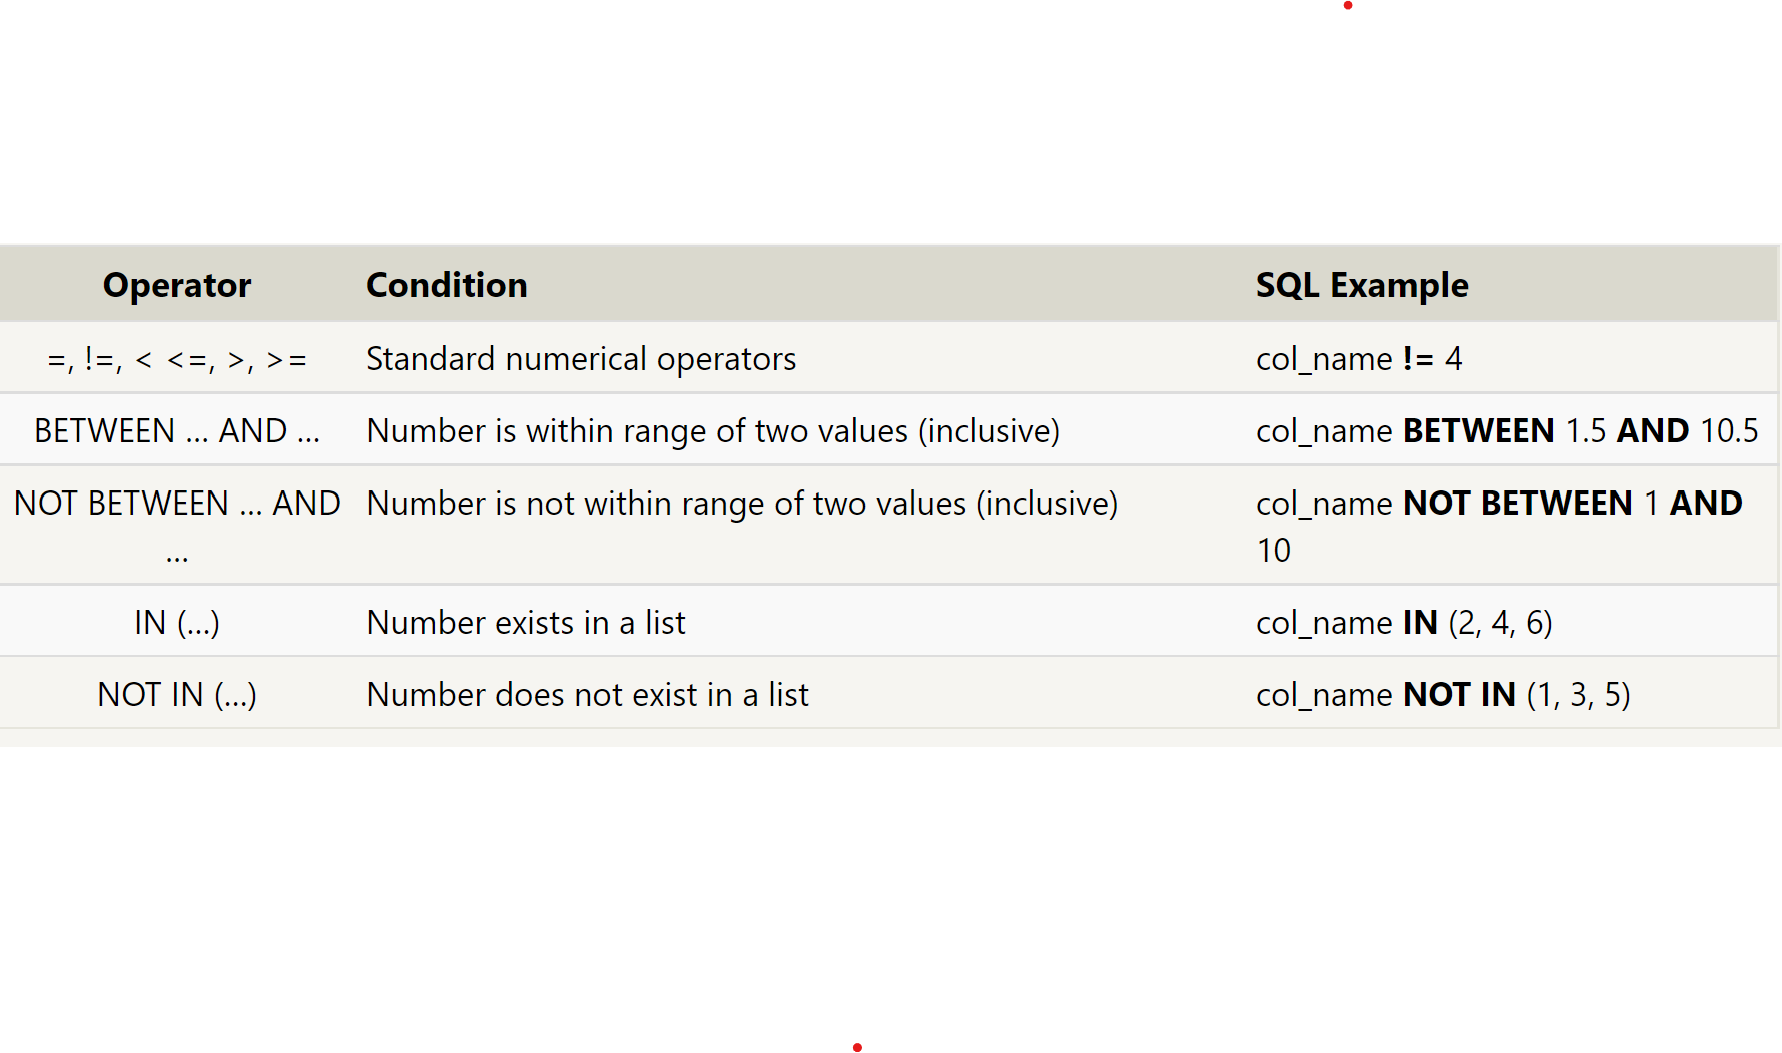 Operator Condition SQL Example
=, !=, < <=, >, >= Standard numerical operators col_name != 4
BETWEEN … AND … Number is within range of two values (inclusive) col_name BETWEEN 1.5 AND 10.5
NOT BETWEEN … AND Number is not within range of two values (inclusive) col_name NOT BETWEEN 1 AND
… 10
IN (…) Number exists in a list col_name IN (2, 4, 6)
NOT IN (…) Number does not exist in a list col_name NOT IN (1, 3, 5)